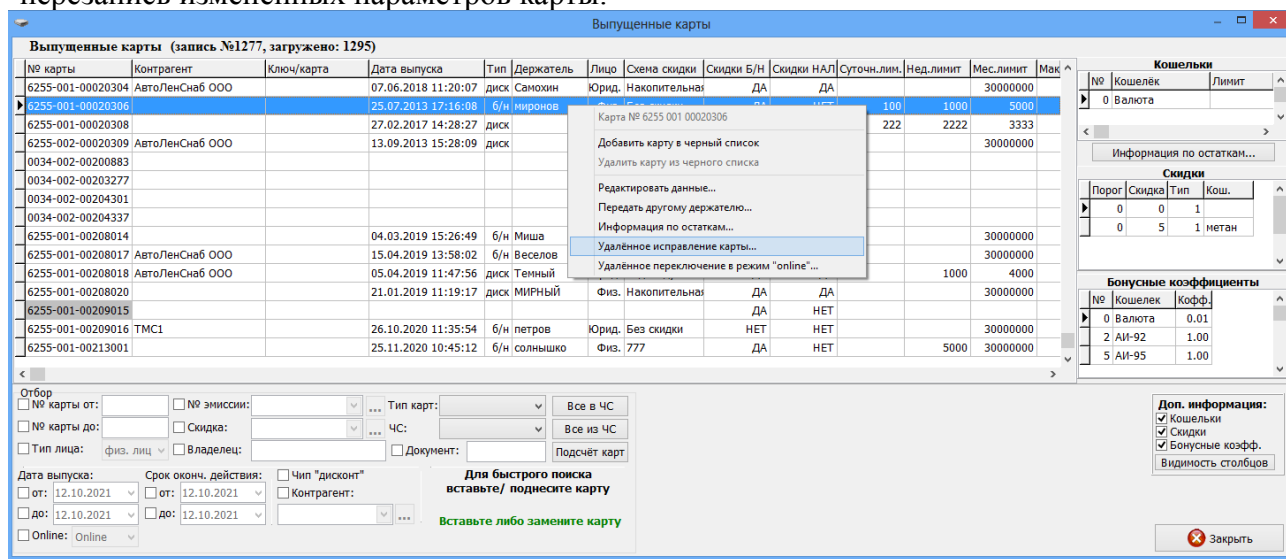 перезапись измененных параметров карты.
Выпущенные карты
Выпущенные карты (запись №1277, загружено: 1295)
№ карты Контрагент Ключ/карта Дата выпуска Тип Держатель Лицо Схема скидки Скидки Б/Н Скидки НАЛ Суточн.лим. Нед.лимит Мес.лимит Мак
6255-001-00020304 АвтоЛенСнаб ООО 07.06.2018 11:20:07 диск Самохин Юрид. Накопительная ДА ДА 30000000
6255-001-00020306 25.07.2013 17:16:08 б/н миронов Физ. Без скидки ДА НЕТ 100 1000 5000
6255-001-00020308 27.02.2017 14:28:27 диск 222 2222 3333
6255-002-00020309 АвтоЛенСнаб ООО 13.09.2013 15:28:09 диск 30000000
0034-002-00200883
0034-002-00203277
0034-002-00204301
0034-002-00204337
6255-001-00208014 04.03.2019 15:26:49 б/н Миша 30000000
6255-001-00208017 АвтоЛенСнаб ООО 15.04.2019 13:58:02 б/н Веселов 30000000
6255-001-00208018 АвтоЛенСнаб ООО 05.04.2019 11:47:56 диск Темный 1000 4000
6255-001-00208020 21.01.2019 11:19:17 диск МИРНЫЙ Физ. Накопительная ДА ДА 30000000
6255-001-00209015 ДА НЕТ
6255-001-00209016 ТМС1 26.10.2020 11:35:54 б/н петров Юрид. Без скидки НЕТ НЕТ 30000000
6255-001-00213001 25.11.2020 10:45:12 б/н солнышко Физ. 777 ДА НЕТ 5000 30000000
Карта № 6255 001 00020306
Добавить карту в черный список
Удалить карту из черного списка
Редактировать данные...
Передать другому держателю...
Информация по остаткам...
Удалённое исправление карты...
Удалённое переключение в режим "online"...
Кошельки
№ Кошелёк Лимит
0 Валюта
Информация по остаткам...
Скидки
Порог Скидка Тип Кош.
0 0 1
0 5 1 метан
Бонусные коэффициенты
№ Кошелек Кофф.
0 Валюта 0.01
2 АИ-92 1.00
5 АИ-95 1.00
Отбор
№ карты от: № эмиссии: ... Тип карт: Все в ЧС
№ карты до: Скидка: ... ЧС: Все из ЧС
Тип лица: физ. лиц Владелец: Документ: Подсчёт карт
Дата выпуска: Срок оконч. действия: Чип "дисконт"
от: 12.10.2021 от: 12.10.2021 Контрагент:
до: 12.10.2021 до: 12.10.2021 ...
Online: Online
Для быстрого поиска
вставьте/ поднесите карту
Вставьте либо замените карту
Доп. информация:
Кошельки
Скидки
Бонусные коэфф.
Видимость столбцов
Закрыть